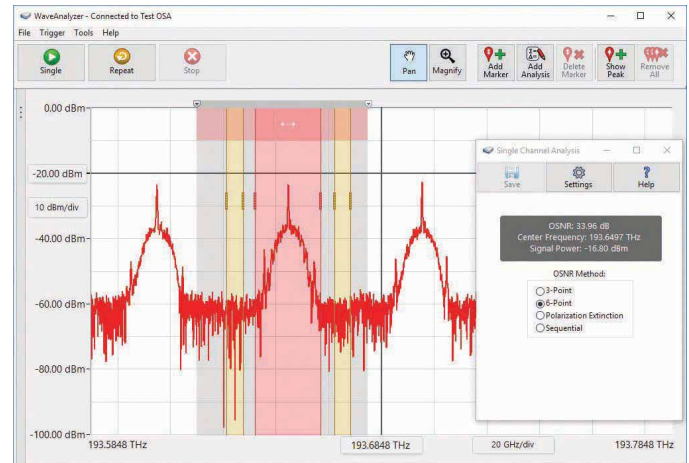 WaveAnalyzer - Connected to Test OSA
File Trigger Tools Help
Single
Repeat
Stop
Pan
Magnify
Add Marker
Add Analysis
Delete Marker
Show Peak
Remove All
0.00 dBm
-20.00 dBm
10 dBm/div
-40.00 dBm
-60.00 dBm
-80.00 dBm
-100.00 dBm
193.5848 THz
193.6848 THz
20 GHz/div
193.7848 THz
Single Channel Analysis
Save
Settings
Help
OSNR: 33.96 dB
Center Frequency: 193.6497 THz
Signal Power: -16.80 dBm
OSNR Method:
3-Point
6-Point
Polarization Extinction
Sequential